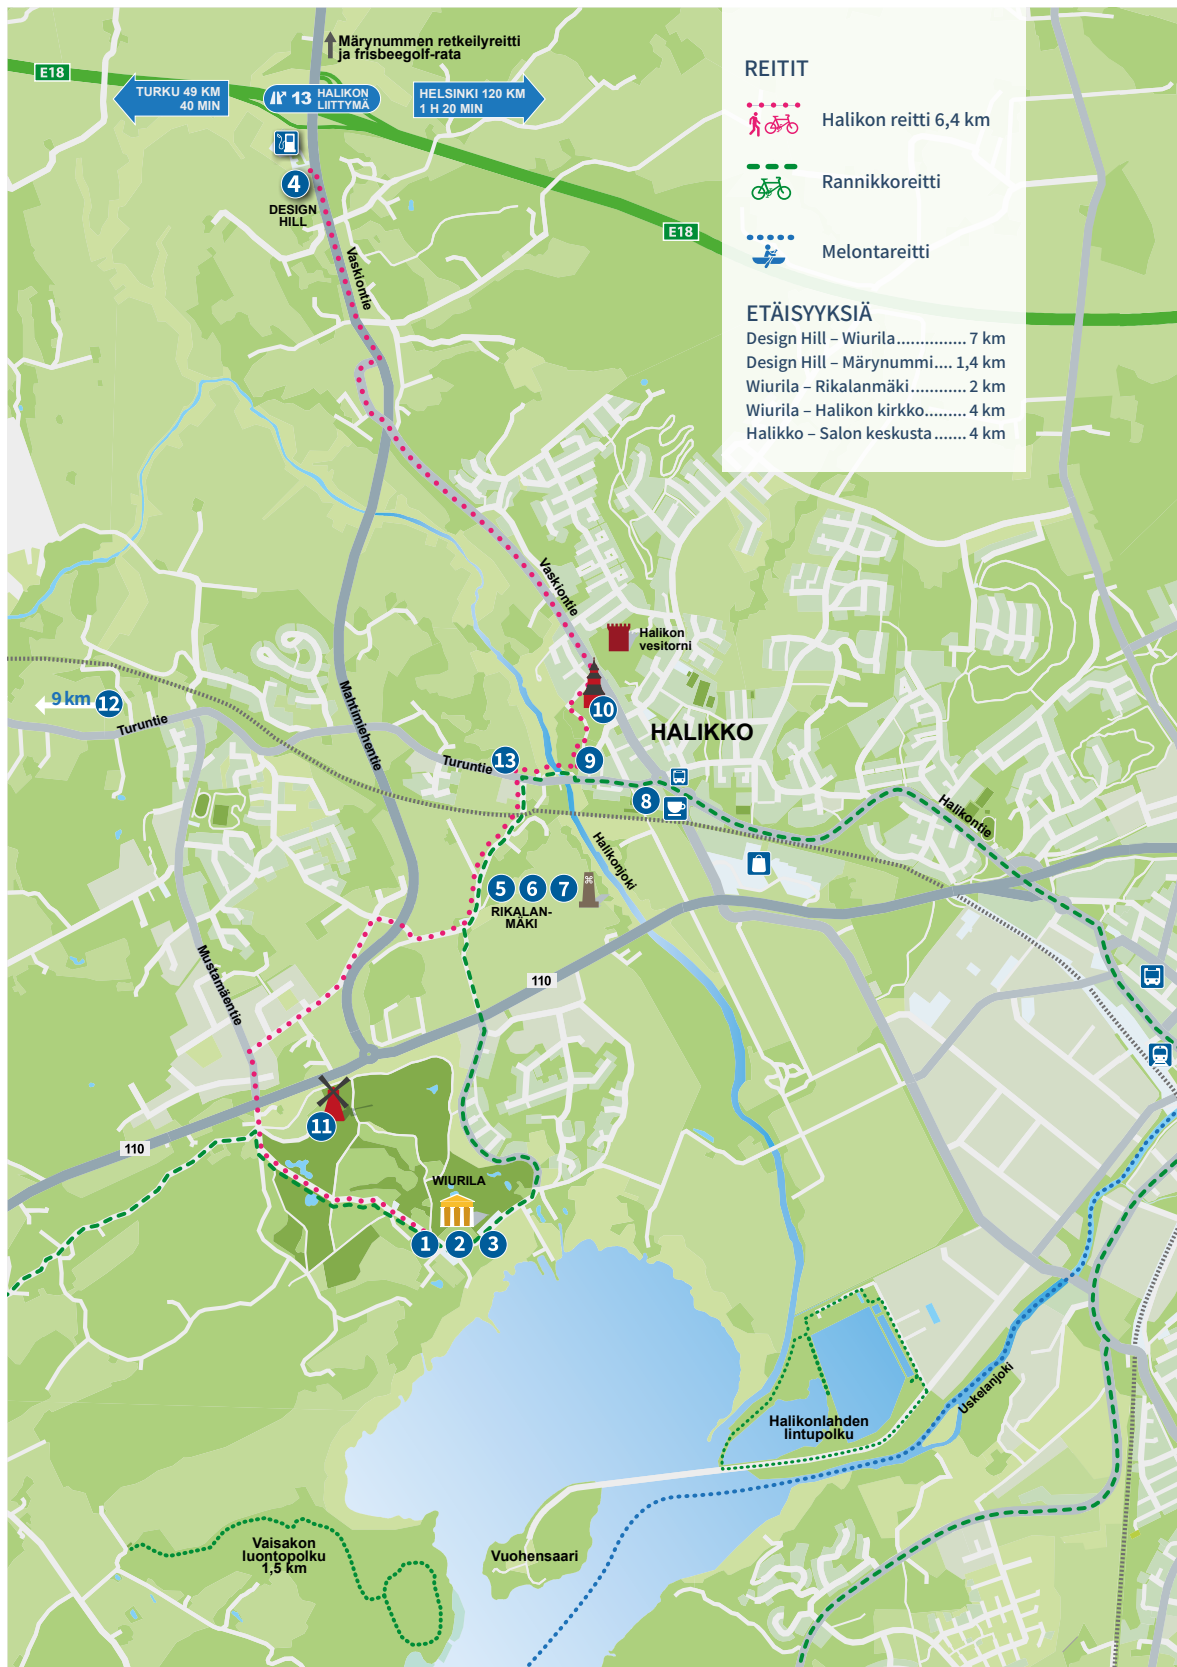 Märynummen retkeilyreitti
ja frisbeegolf-rata
E18
TURKU 49 KM
40 MIN
13 HALIKON
LIITTYMÄ
HELSINKI 120 KM
1 H 20 MIN
4
DESIGN
HILL
E18
REITIT
Halikon reitti 6,4 km
Rannikkoreitti
Melontareitti
ETÄISYYKSIÄ
Design Hill – Wiurila.............. 7 km
Design Hill – Märynummi.... 1,4 km
Wiurila – Rikalanmäki........... 2 km
Wiurila – Halikon kirkko......... 4 km
Halikko – Salon keskusta....... 4 km
Vaskiontie
Vaskiontie
Halikon
vesitorni
9 km 12
Turuntie
Mahtimiehentie
10
HALIKKO
Turuntie
13
9
8
Halikontie
Halikonjoki
5 6 7
RIKALAN-
MÄKI
Mustamäentie
110
11
110
WIURILA
1 2 3
Uskelanjoki
Halikonlahden
lintupolku
Vaisakon
luontopolku
1,5 km
Vuohensaari